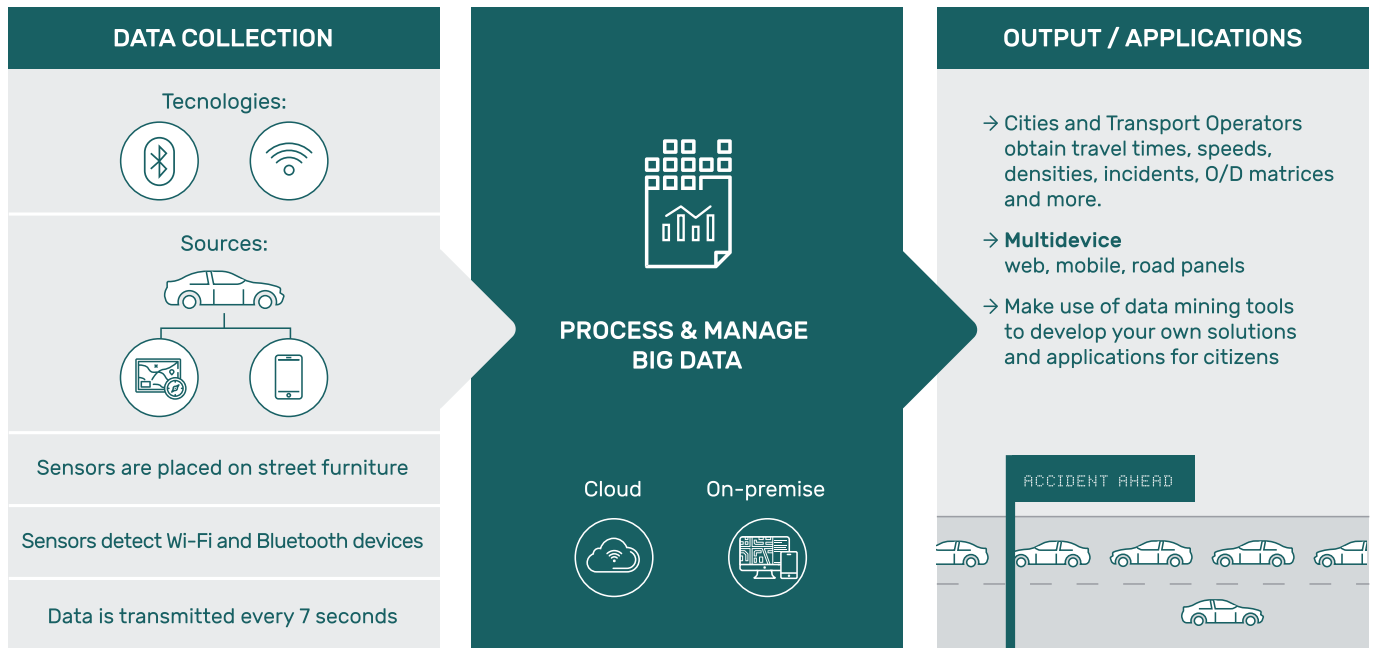 DATA COLLECTION
Tecnologies:
Sources:
Sensors are placed on street furniture
Sensors detect Wi-Fi and Bluetooth devices
Data is transmitted every 7 seconds
PROCESS & MANAGE
BIG DATA
Cloud
On-premise
OUTPUT / APPLICATIONS
→ Cities and Transport Operators
obtain travel times, speeds,
densities, incidents, O/D matrices
and more.
→ Multidevice
web, mobile, road panels
→ Make use of data mining tools
to develop your own solutions
and applications for citizens
ACCIDENT AHEAD